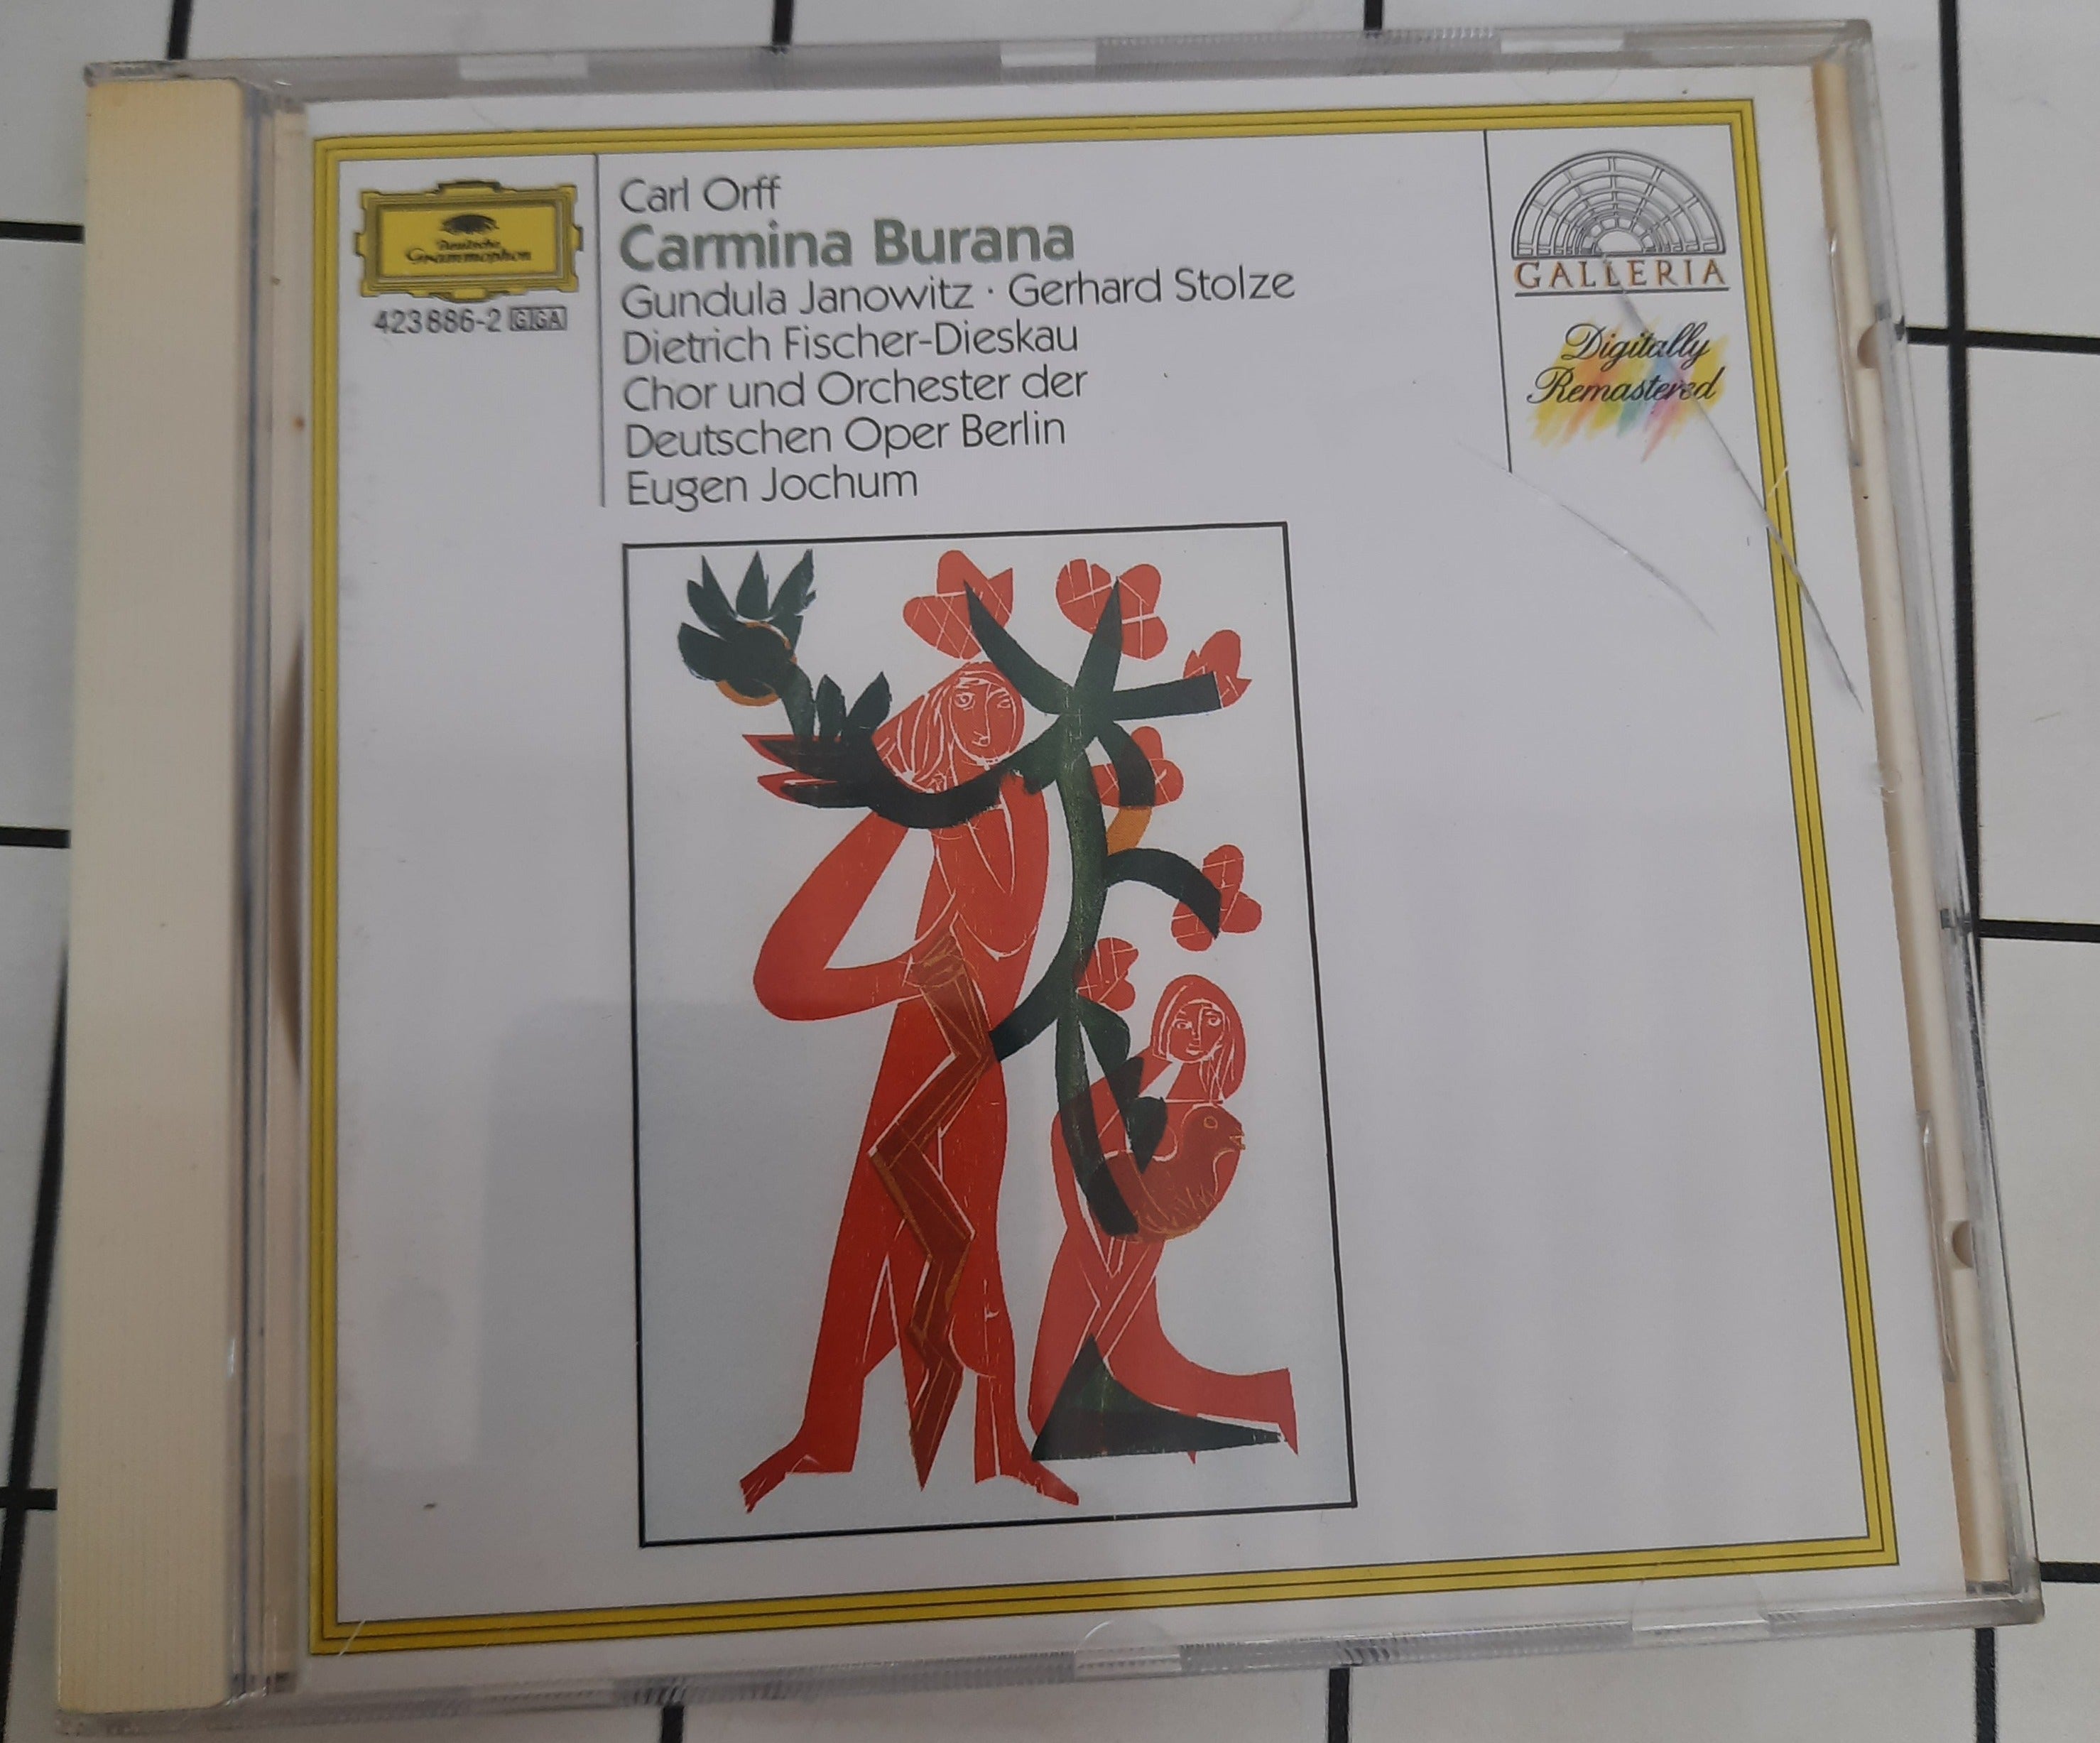 Deutsche
Grammophon
423 886-2 GIGA
Carl Orff
Carmina Burana
Gundula Janowitz · Gerhard Stolze
Dietrich Fischer-Dieskau
Chor und Orchester der
Deutschen Oper Berlin
Eugen Jochum
GALLERIA
Digitally
Remastered